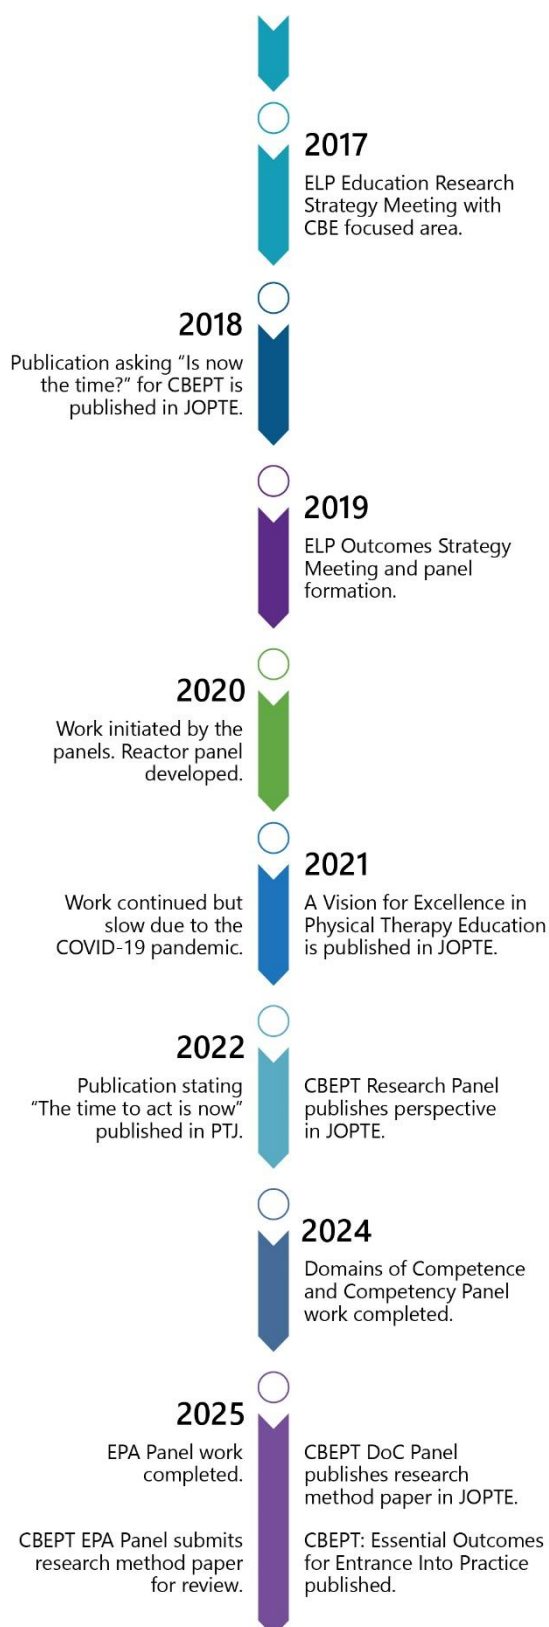 2017
ELP Education Research
Strategy Meeting with
CBE focused area.
2018
Publication asking “Is now
the time?” for CBEPT is
published in JOPTE.
2019
ELP Outcomes Strategy
Meeting and panel
formation.
2020
Work initiated by the
panels. Reactor panel
developed.
2021
Work continued but
slow due to the
COVID-19 pandemic.
A Vision for Excellence in
Physical Therapy Education
is published in JOPTE.
2022
Publication stating
“The time to act is now”
published in PTJ.
CBEPT Research Panel
publishes perspective
in JOPTE.
2024
Domains of Competence
and Competency Panel
work completed.
2025
EPA Panel work
completed.
CBEPT EPA Panel submits
research method paper
for review.
CBEPT DoC Panel
publishes research
method paper in JOPTE.
CBEPT: Essential Outcomes
for Entrance Into Practice
published.